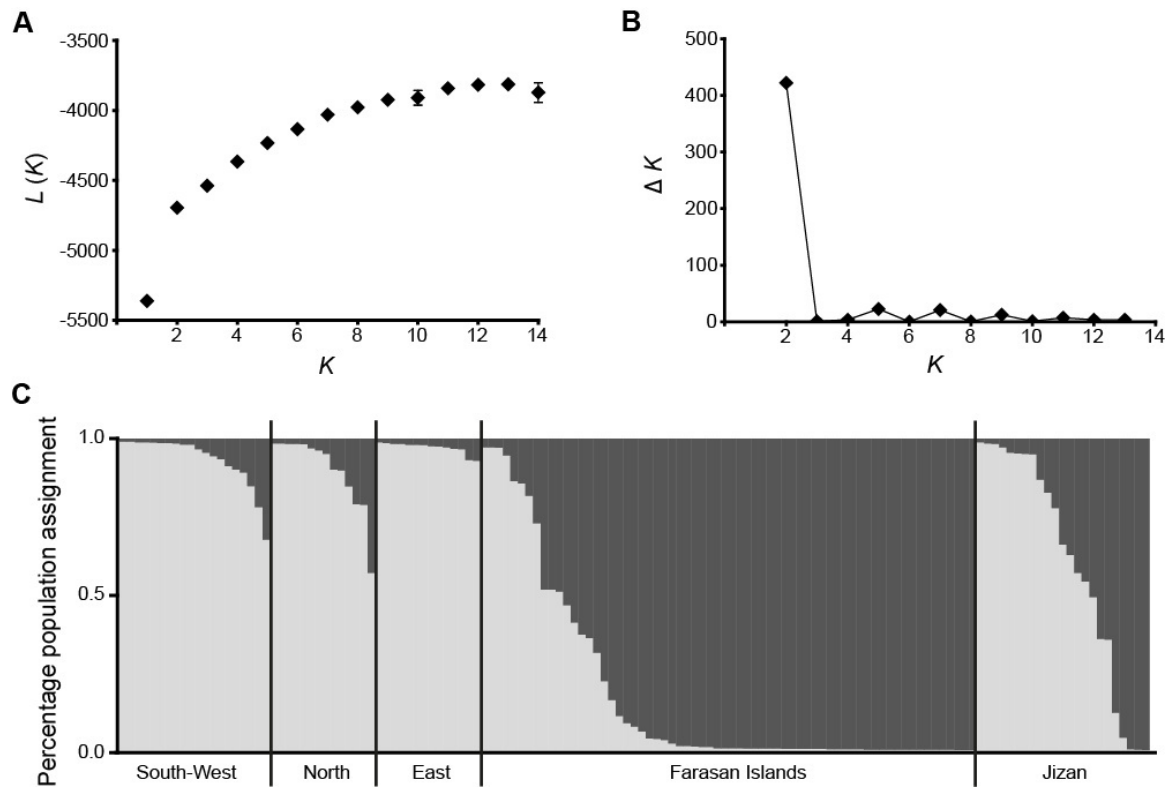 A
-3500
-4000
-4500
-5000
-5500
L (K)
2 4 6 8 10 12 14
K
B
500
400
300
200
100
0
Δ K
0 2 4 6 8 10 12 14
K
C
Percentage population assignment
1.0
0.5
0.0
South-West North East Farasan Islands Jizan